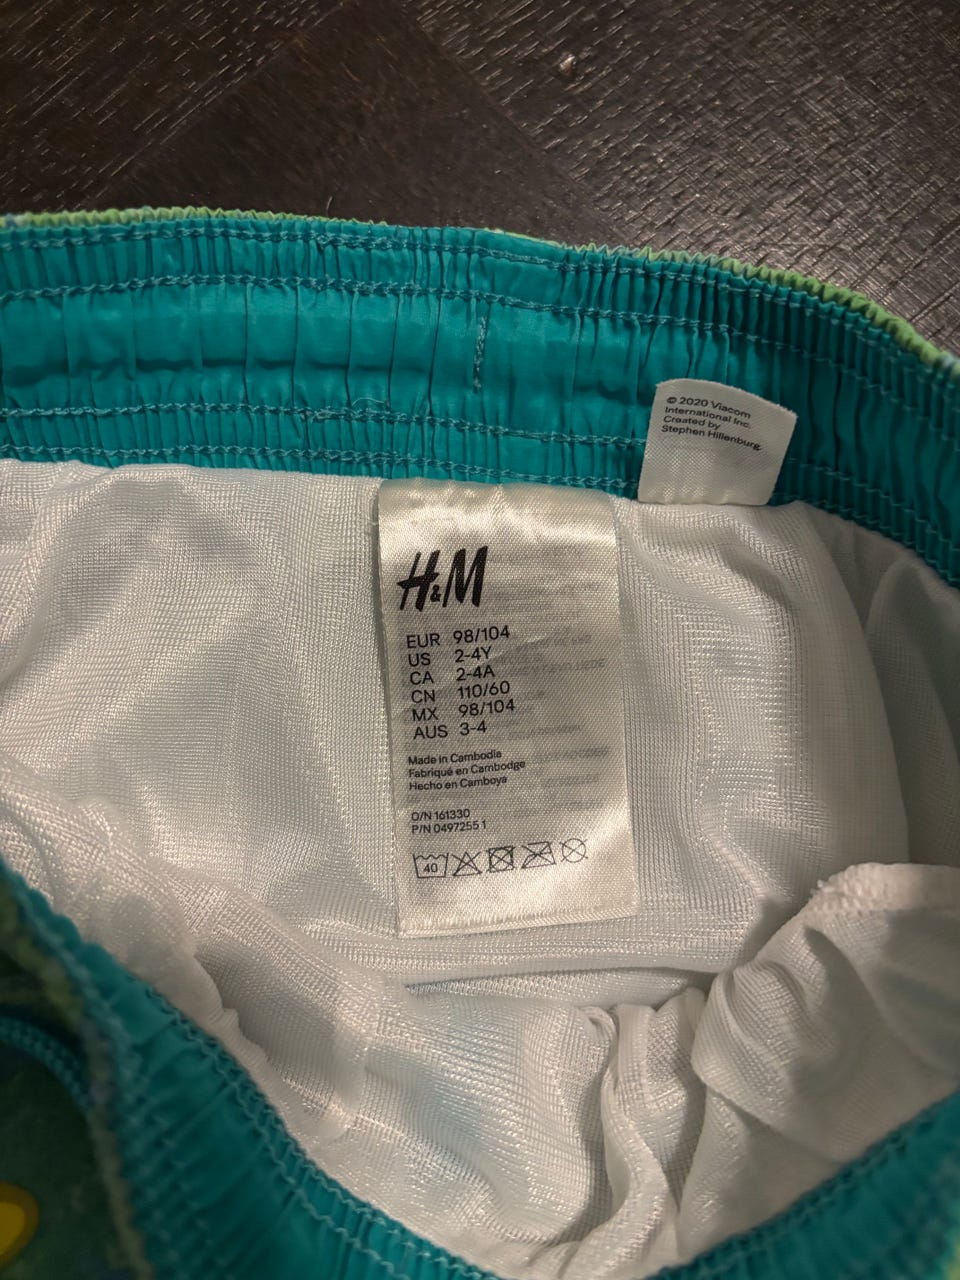 © 2020 Viacom
International Inc.
Created by
Stephen Hillenburg.
H&M
EUR 98/104
US 2-4Y
CA 2-4A
CN 110/60
MX 98/104
AUS 3-4
Made in Cambodia
Fabriqué en Cambodge
Hecho en Camboya
O/N 161330
P/N 0497255 1
40